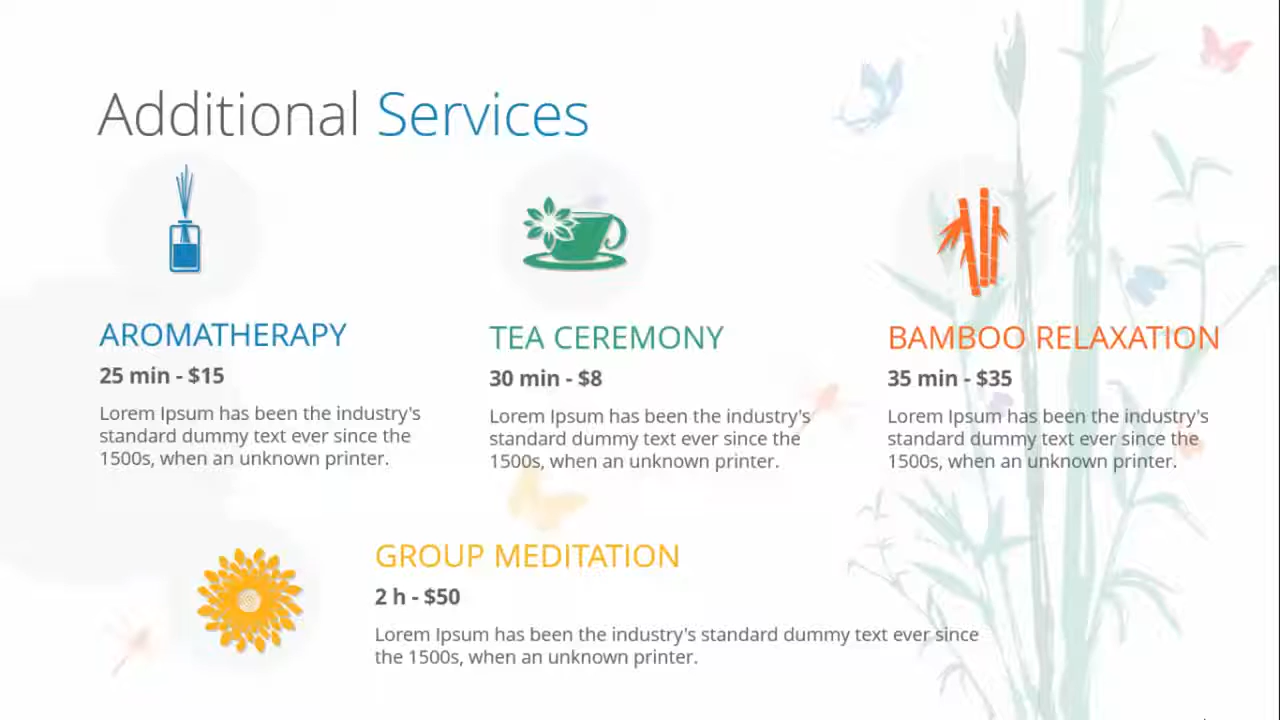 Additional Services
AROMATHERAPY
25 min - $15
Lorem Ipsum has been the industry's
standard dummy text ever since the
1500s, when an unknown printer.
TEA CEREMONY
30 min - $8
Lorem Ipsum has been the industry's
standard dummy text ever since the
1500s, when an unknown printer.
BAMBOO RELAXATION
35 min - $35
Lorem Ipsum has been the industry's
standard dummy text ever since the
1500s, when an unknown printer.
GROUP MEDITATION
2 h - $50
Lorem Ipsum has been the industry's standard dummy text ever since
the 1500s, when an unknown printer.